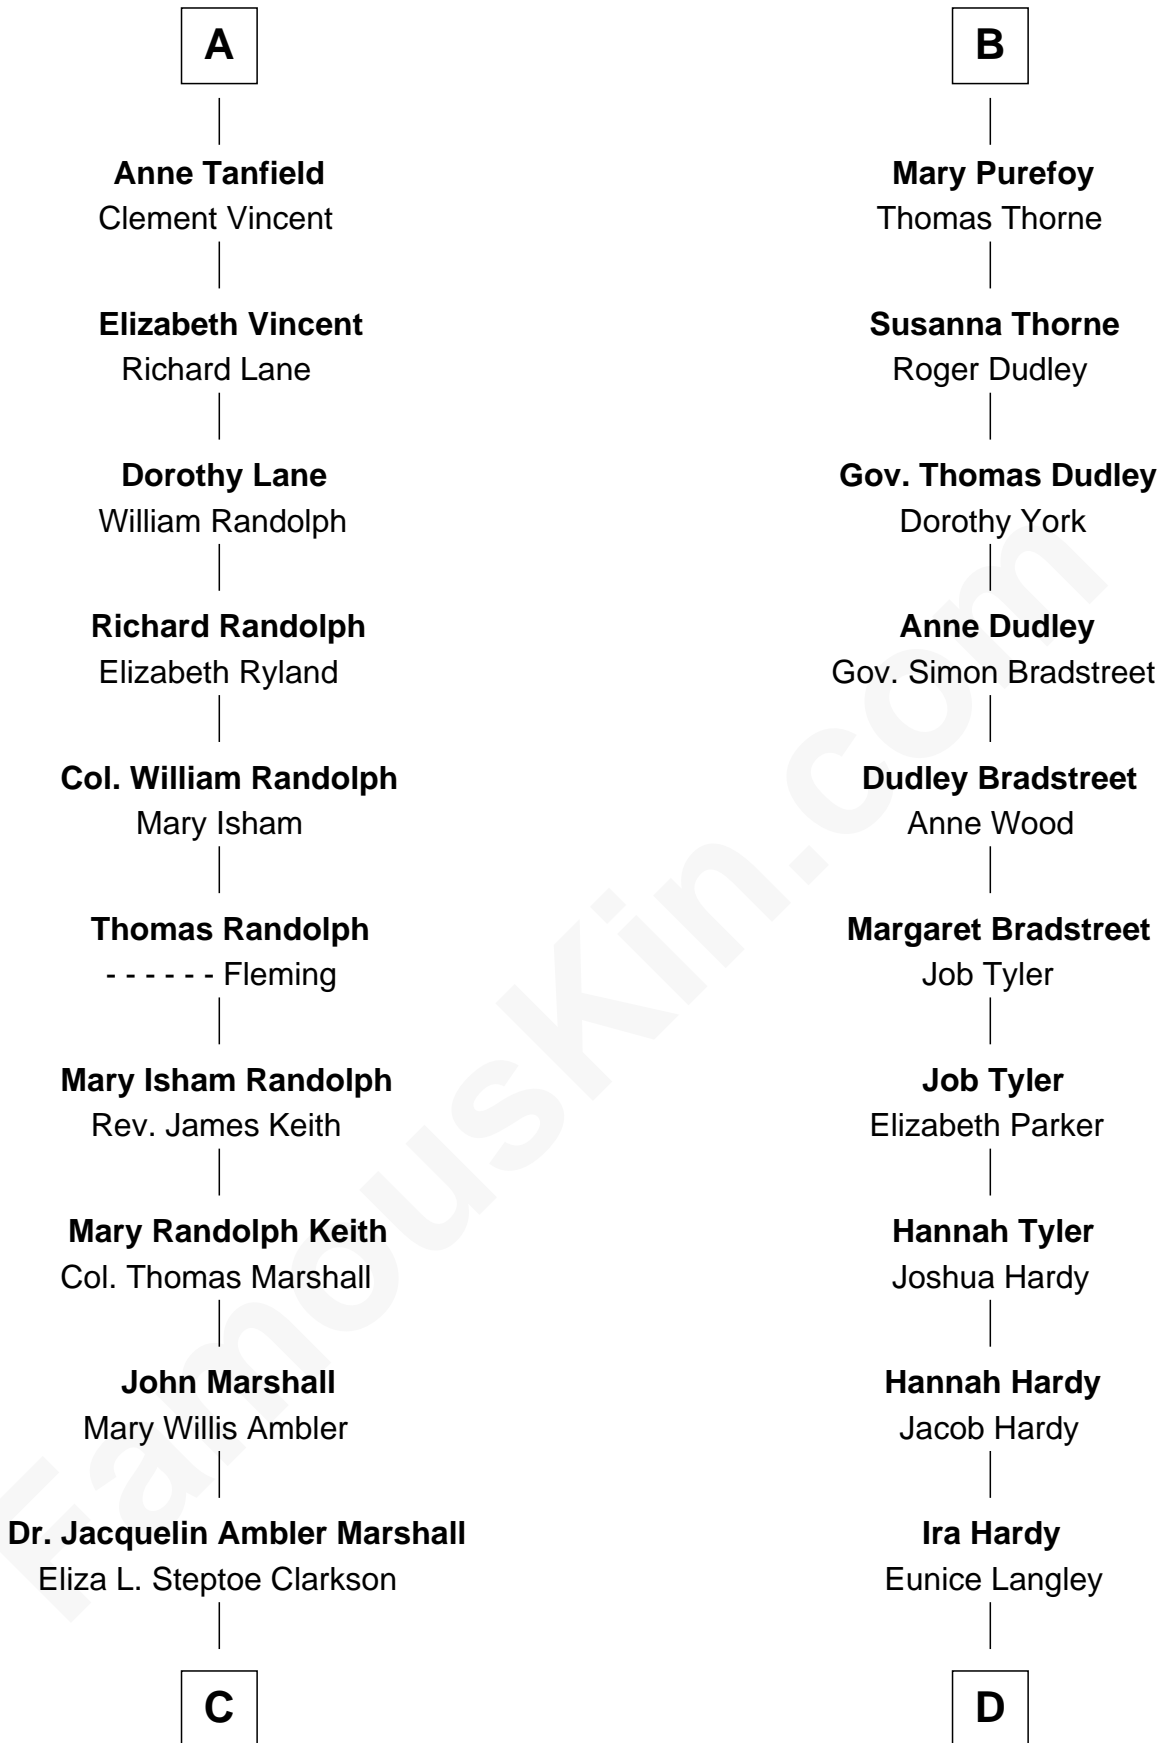 A
Anne Tanfield
Clement Vincent
Elizabeth Vincent
Richard Lane
Dorothy Lane
William Randolph
Richard Randolph
Elizabeth Ryland
Col. William Randolph
Mary Isham
Thomas Randolph
- - - - - - Fleming
Mary Isham Randolph
Rev. James Keith
Mary Randolph Keith
Col. Thomas Marshall
John Marshall
Mary Willis Ambler
Dr. Jacquelin Ambler Marshall
Eliza L. Steptoe Clarkson
C
B
Mary Purefoy
Thomas Thorne
Susanna Thorne
Roger Dudley
Gov. Thomas Dudley
Dorothy York
Anne Dudley
Gov. Simon Bradstreet
Dudley Bradstreet
Anne Wood
Margaret Bradstreet
Job Tyler
Job Tyler
Elizabeth Parker
Hannah Tyler
Joshua Hardy
Hannah Hardy
Jacob Hardy
Ira Hardy
Eunice Langley
D
FamousKin.com